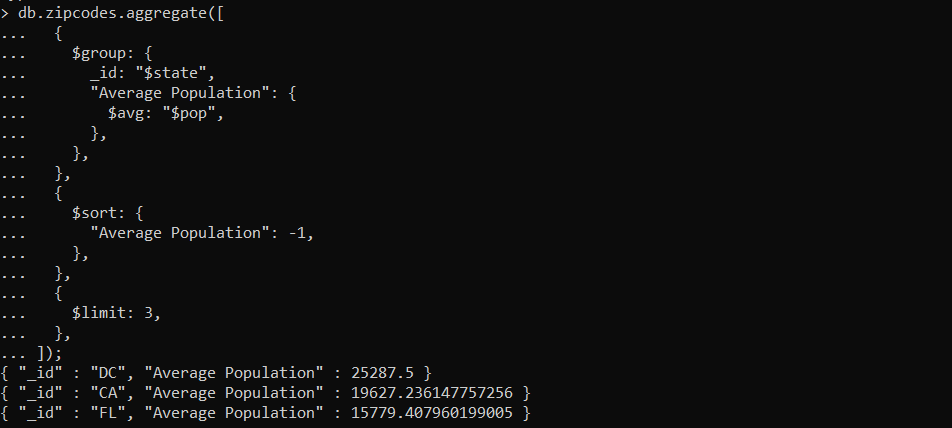 > db.zipcodes.aggregate([
...   {
...     $group: {
...       _id: "$state",
...       "Average Population": {
...         $avg: "$pop",
...       },
...     },
...   },
...   {
...     $sort: {
...       "Average Population": -1,
...     },
...   },
...   {
...     $limit: 3,
...   },
... ]);
{ "_id" : "DC", "Average Population" : 25287.5 }
{ "_id" : "CA", "Average Population" : 19627.236147757256 }
{ "_id" : "FL", "Average Population" : 15779.407960199005 }